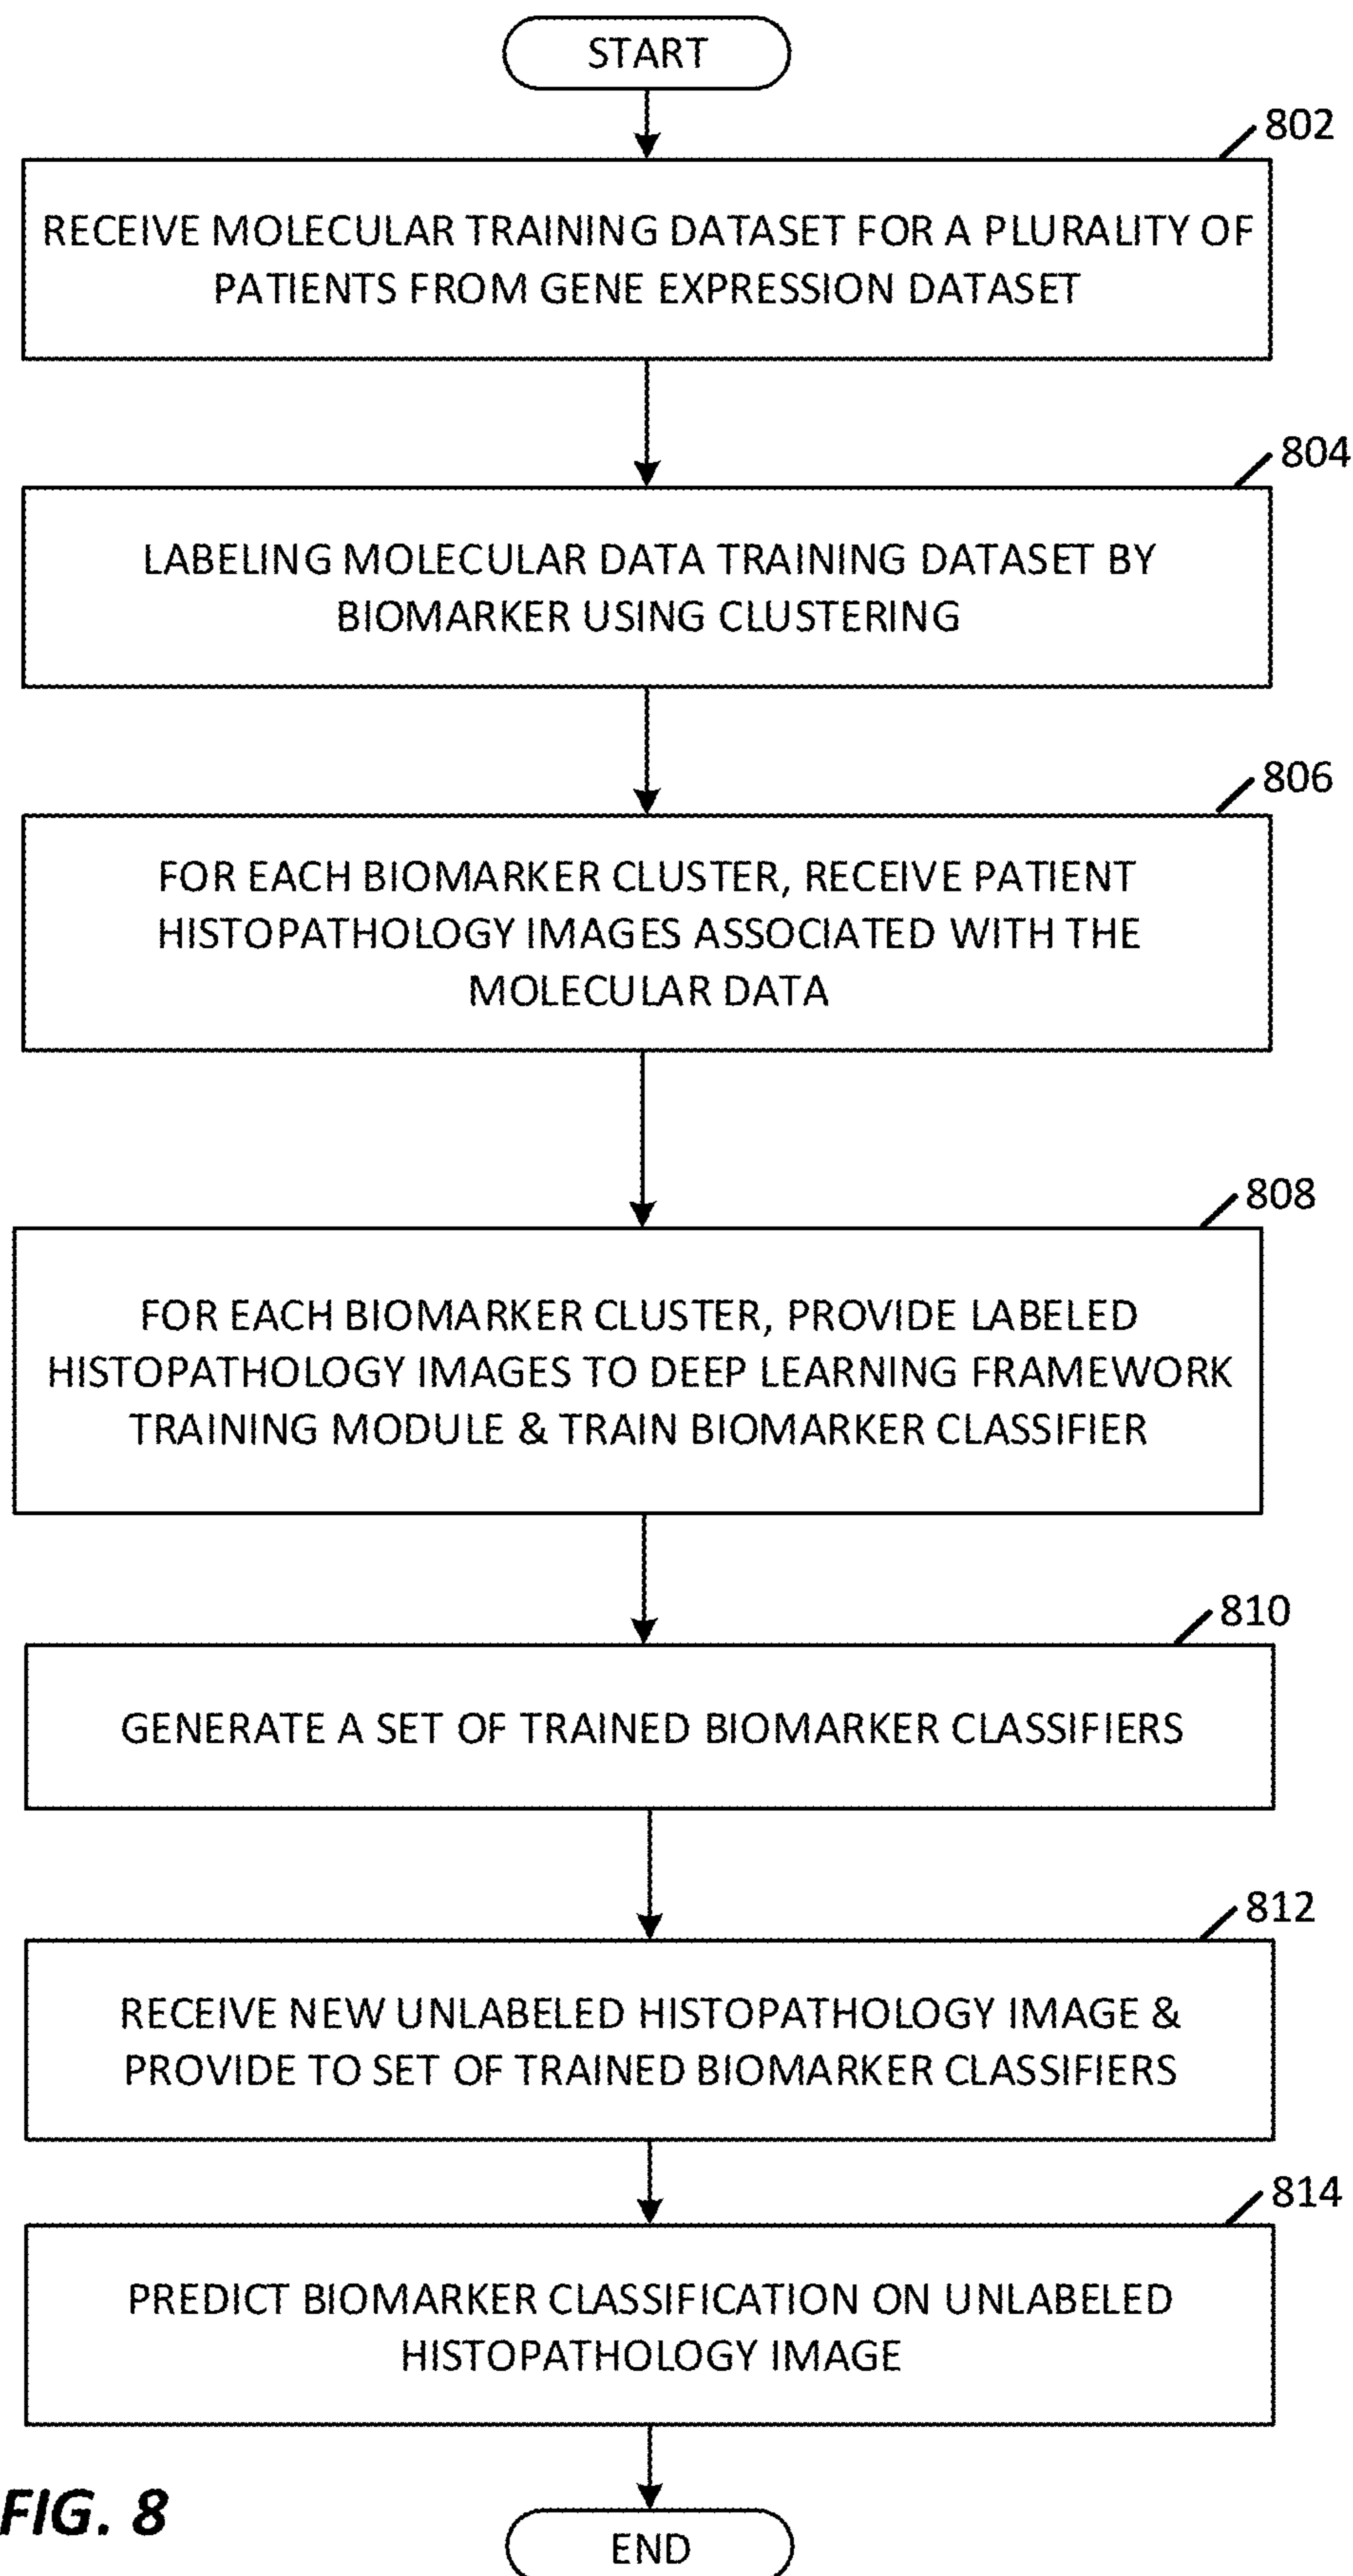 START
802
RECEIVE MOLECULAR TRAINING DATASET FOR A PLURALITY OF
PATIENTS FROM GENE EXPRESSION DATASET
804
LABELING MOLECULAR DATA TRAINING DATASET BY
BIOMARKER USING CLUSTERING
806
FOR EACH BIOMARKER CLUSTER, RECEIVE PATIENT
HISTOPATHOLOGY IMAGES ASSOCIATED WITH THE
MOLECULAR DATA
808
FOR EACH BIOMARKER CLUSTER, PROVIDE LABELED
HISTOPATHOLOGY IMAGES TO DEEP LEARNING FRAMEWORK
TRAINING MODULE & TRAIN BIOMARKER CLASSIFIER
810
GENERATE A SET OF TRAINED BIOMARKER CLASSIFIERS
812
RECEIVE NEW UNLABELED HISTOPATHOLOGY IMAGE &
PROVIDE TO SET OF TRAINED BIOMARKER CLASSIFIERS
814
PREDICT BIOMARKER CLASSIFICATION ON UNLABELED
HISTOPATHOLOGY IMAGE
FIG. 8
END